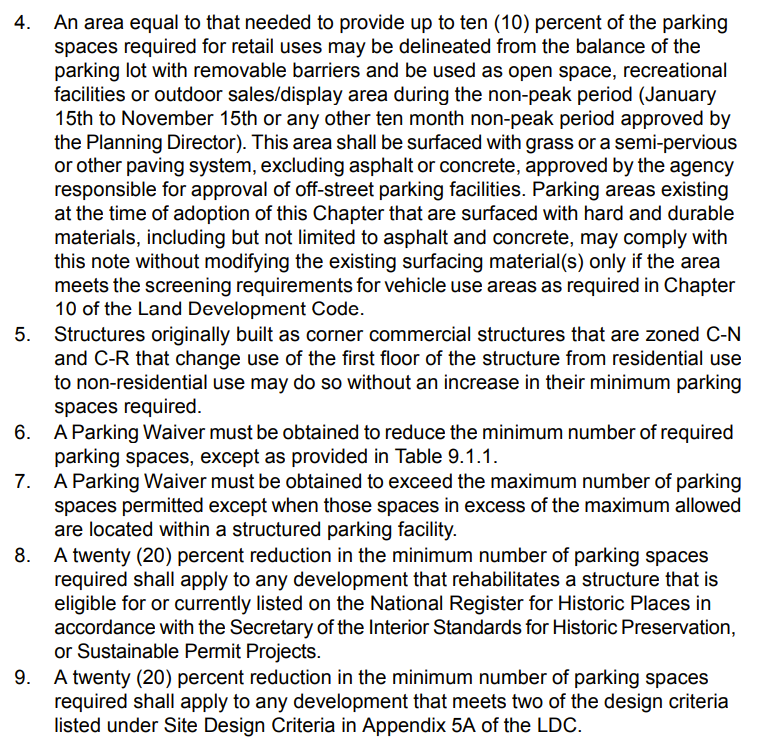 4. An area equal to that needed to provide up to ten (10) percent of the parking
spaces required for retail uses may be delineated from the balance of the
parking lot with removable barriers and be used as open space, recreational
facilities or outdoor sales/display area during the non-peak period (January
15th to November 15th or any other ten month non-peak period approved by
the Planning Director). This area shall be surfaced with grass or a semi-pervious
or other paving system, excluding asphalt or concrete, approved by the agency
responsible for approval of off-street parking facilities. Parking areas existing
at the time of adoption of this Chapter that are surfaced with hard and durable
materials, including but not limited to asphalt and concrete, may comply with
this note without modifying the existing surfacing material(s) only if the area
meets the screening requirements for vehicle use areas as required in Chapter
10 of the Land Development Code.
5. Structures originally built as corner commercial structures that are zoned C-N
and C-R that change use of the first floor of the structure from residential use
to non-residential use may do so without an increase in their minimum parking
spaces required.
6. A Parking Waiver must be obtained to reduce the minimum number of required
parking spaces, except as provided in Table 9.1.1.
7. A Parking Waiver must be obtained to exceed the maximum number of parking
spaces permitted except when those spaces in excess of the maximum allowed
are located within a structured parking facility.
8. A twenty (20) percent reduction in the minimum number of parking spaces
required shall apply to any development that rehabilitates a structure that is
eligible for or currently listed on the National Register for Historic Places in
accordance with the Secretary of the Interior Standards for Historic Preservation,
or Sustainable Permit Projects.
9. A twenty (20) percent reduction in the minimum number of parking spaces
required shall apply to any development that meets two of the design criteria
listed under Site Design Criteria in Appendix 5A of the LDC.